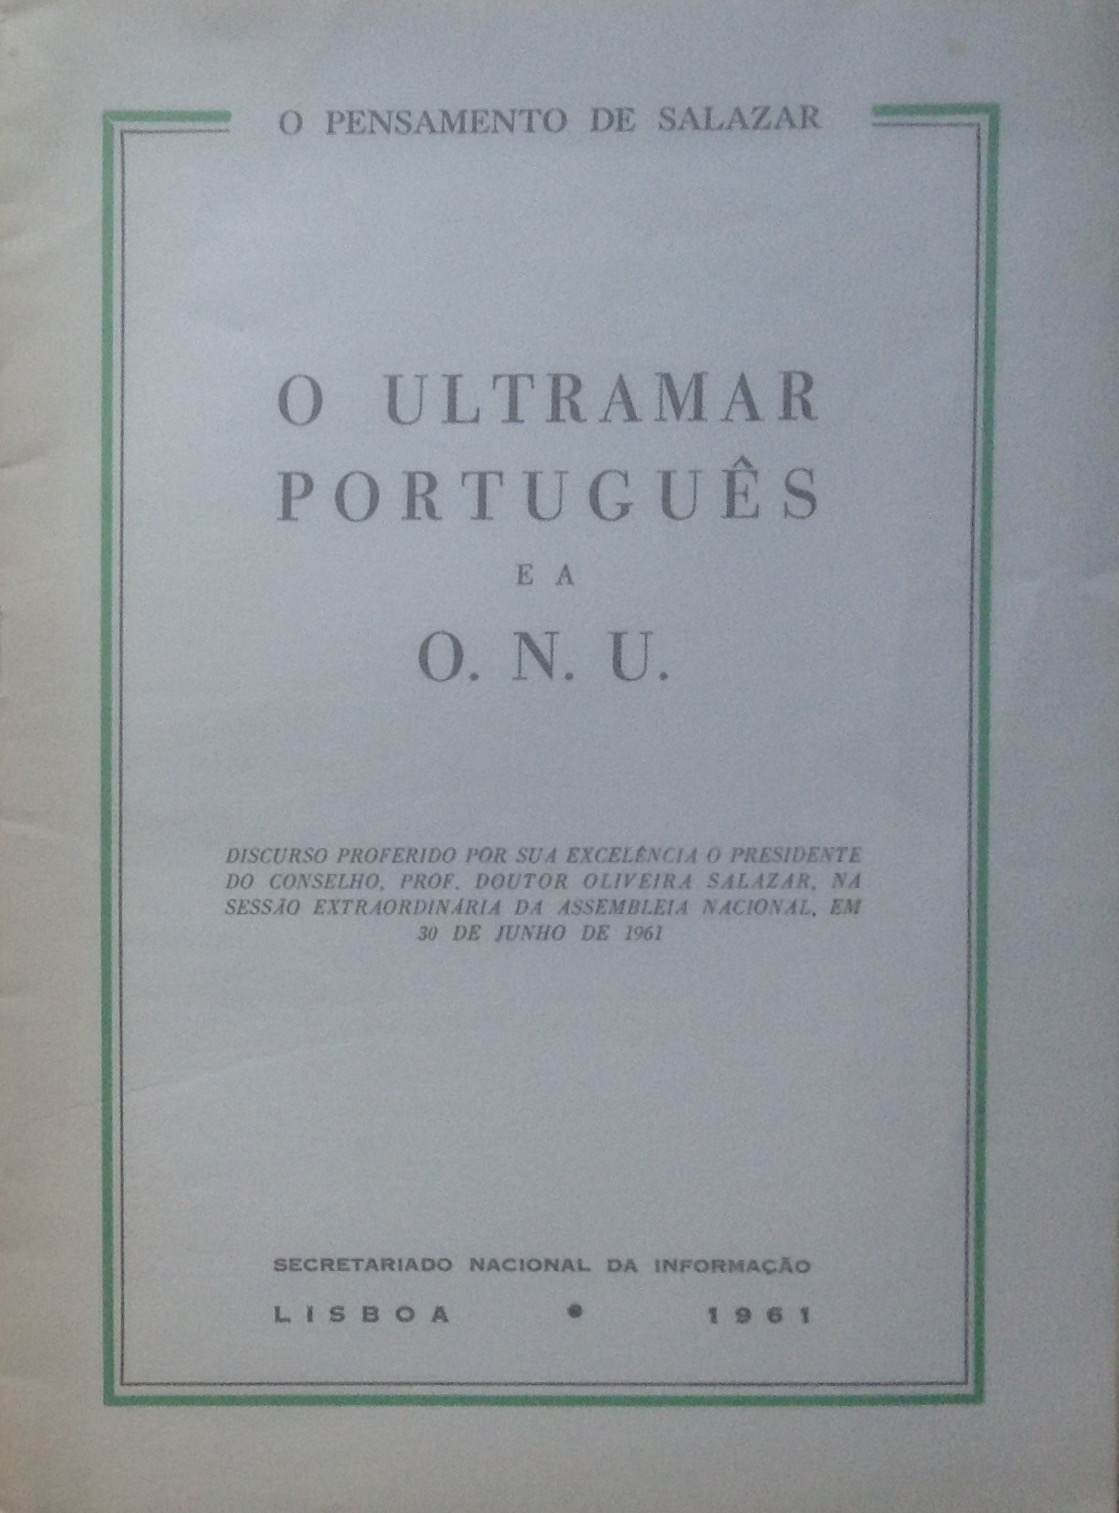 O PENSAMENTO DE SALAZAR
O ULTRAMAR
PORTUGUÊS
E A
O. N. U.
DISCURSO PROFERIDO POR SUA EXCELÊNCIA O PRESIDENTE
DO CONSELHO, PROF. DOUTOR OLIVEIRA SALAZAR, NA
SESSÃO EXTRAORDINÁRIA DA ASSEMBLEIA NACIONAL, EM
30 DE JUNHO DE 1961
SECRETARIADO NACIONAL DA INFORMAÇÃO
LISBOA • 1961